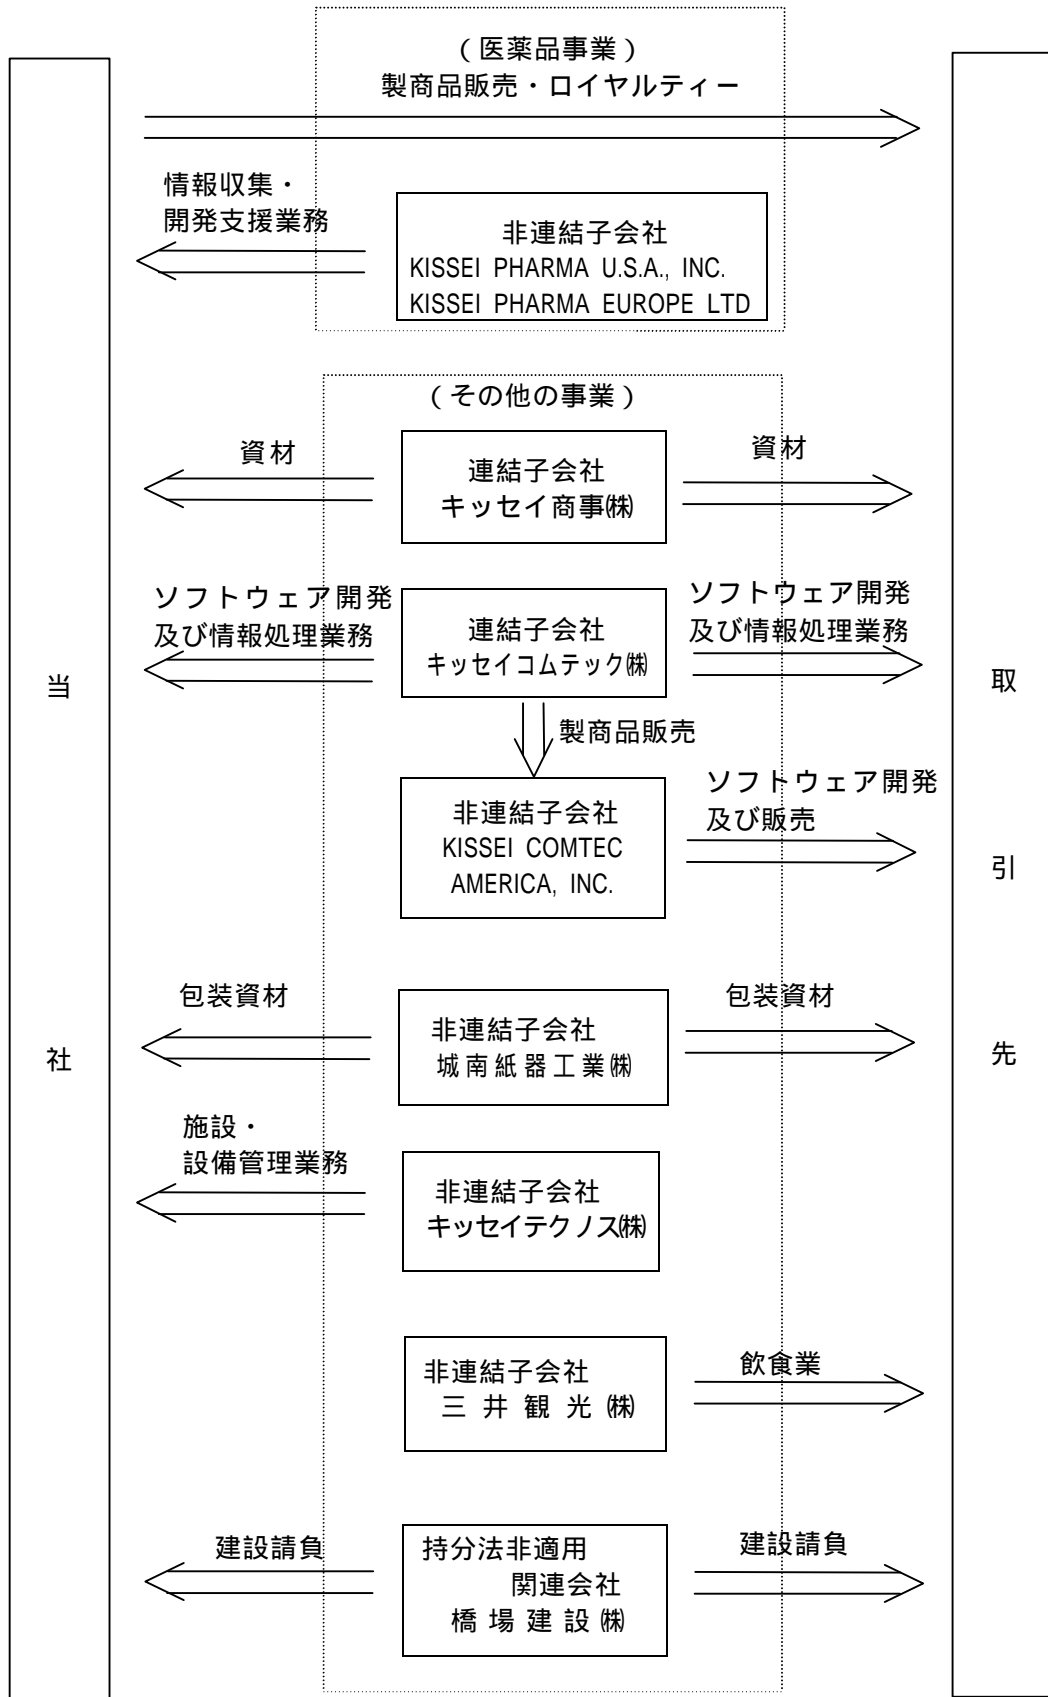 (医薬品事業)
製商品販売・ロイヤルティー
情報収集・
開発支援業務
非連結子会社
KISSEI PHARMA U.S.A., INC.
KISSEI PHARMA EUROPE LTD
(その他の事業)
資材
連結子会社
キッセイ商事㈱
資材
ソフトウェア開発
及び情報処理業務
連結子会社
キッセイコムテック㈱
ソフトウェア開発
及び情報処理業務
製商品販売
非連結子会社
KISSEI COMTEC
AMERICA, INC.
ソフトウェア開発
及び販売
包装資材
非連結子会社
城南紙器工業㈱
包装資材
施設・
設備管理業務
非連結子会社
キッセイテクノス㈱
非連結子会社
三井観光㈱
飲食業
建設請負
持分法非適用
関連会社
橋場建設㈱
建設請負
当
社
取
引
先